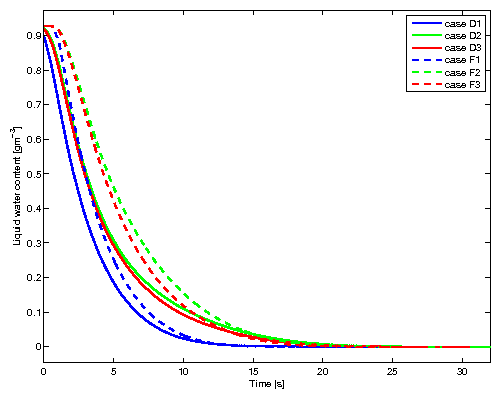 case D1
case D2
case D3
case F1
case F2
case F3
0.9
0.8
0.7
0.6
0.5
0.4
0.3
0.2
0.1
0
Liquid water content [gm⁻³]
0 5 10 15 20 25 30
Time [s]